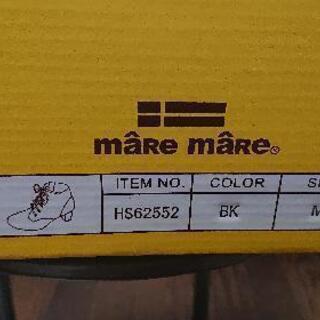 mâRe mâRe®
ITEM NO. COLOR
HS62552 BK M